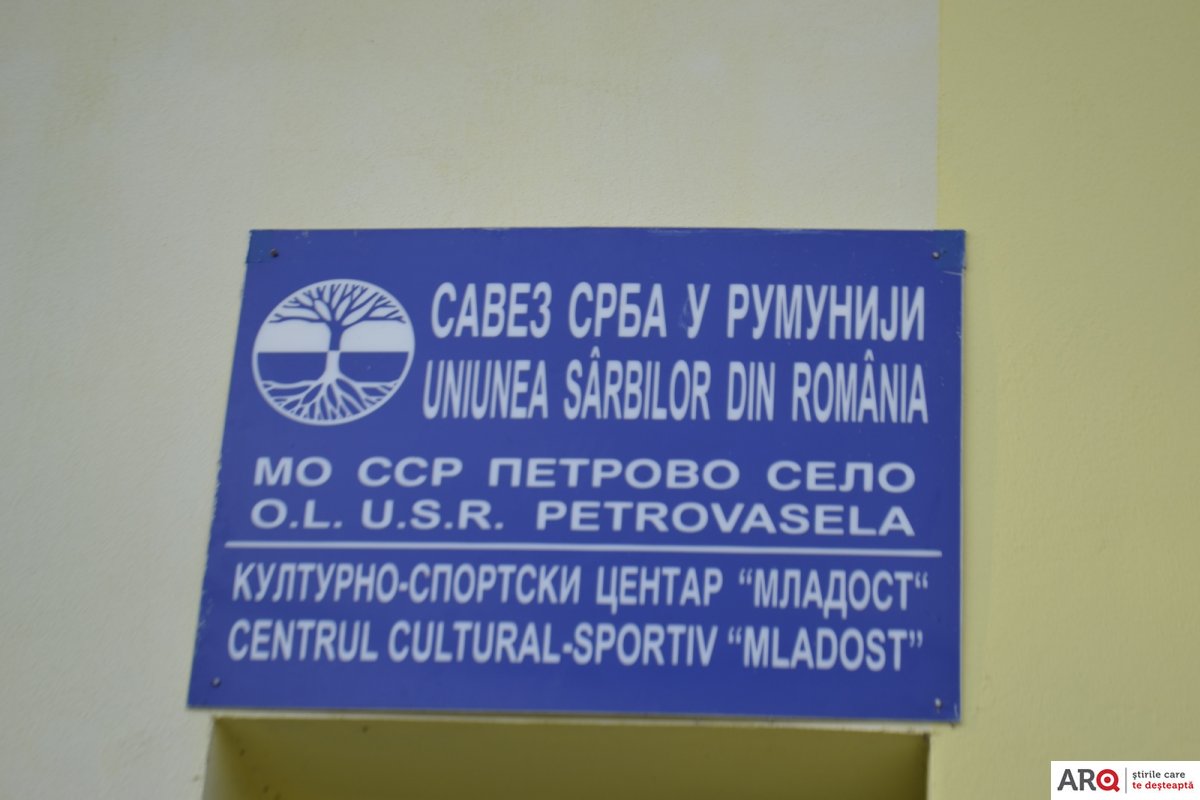 САВЕЗ СРБА У РУМУНИЈИ
UNIUNEA SÂRBILOR DIN ROMÂNIA
МО ССР ПЕТРОВО СЕЛО
O.L. U.S.R. PETROVASELA
КУЛТУРНО-СПОРТСКИ ЦЕНТАР “МЛАДОСТ“
CENTRUL CULTURAL-SPORTIV “MLADOST”
ARQ
știrile care
te deșteaptă